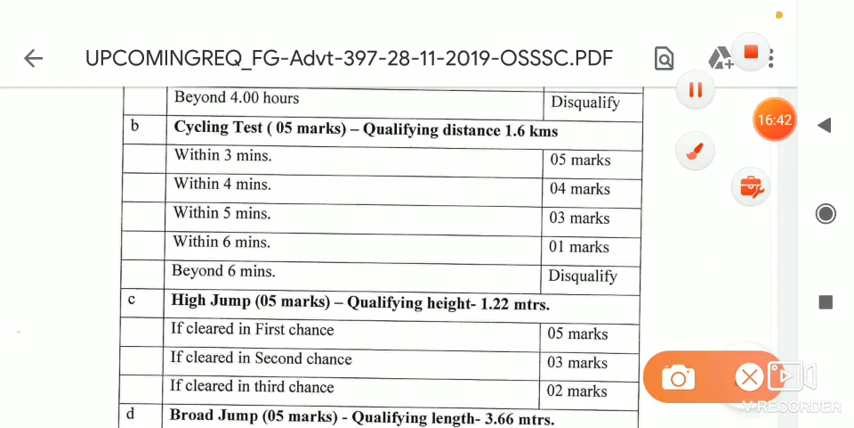 UPCOMINGREQ_FG-Advt-397-28-11-2019-OSSSC.PDF
Beyond 4.00 hours Disqualify
16:42
b Cycling Test ( 05 marks) – Qualifying distance 1.6 kms
Within 3 mins. 05 marks
Within 4 mins. 04 marks
Within 5 mins. 03 marks
Within 6 mins. 01 marks
Beyond 6 mins. Disqualify
c High Jump (05 marks) – Qualifying height- 1.22 mtrs.
If cleared in First chance 05 marks
If cleared in Second chance 03 marks
If cleared in third chance 02 marks
V RECORDER
d Broad Jump (05 marks) - Qualifying length- 3.66 mtrs.